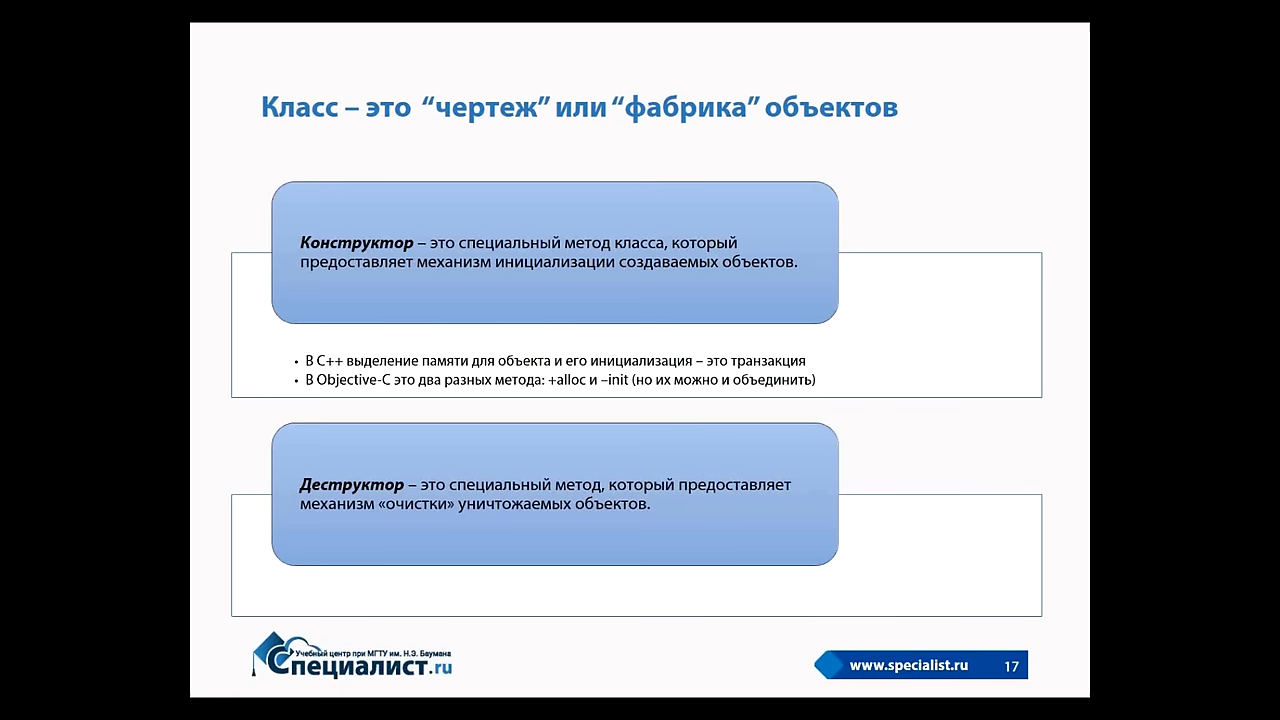 Класс – это “чертеж” или “фабрика” объектов
Конструктор – это специальный метод класса, который
предоставляет механизм инициализации создаваемых объектов.
• В C++ выделение памяти для объекта и его инициализация – это транзакция
• В Objective-C это два разных метода: +alloc и –init (но их можно и объединить)
Деструктор – это специальный метод, который предоставляет
механизм «очистки» уничтожаемых объектов.
Учебный центр при МГТУ им. Н.Э. Баумана
Специалист.ru
www.specialist.ru 17